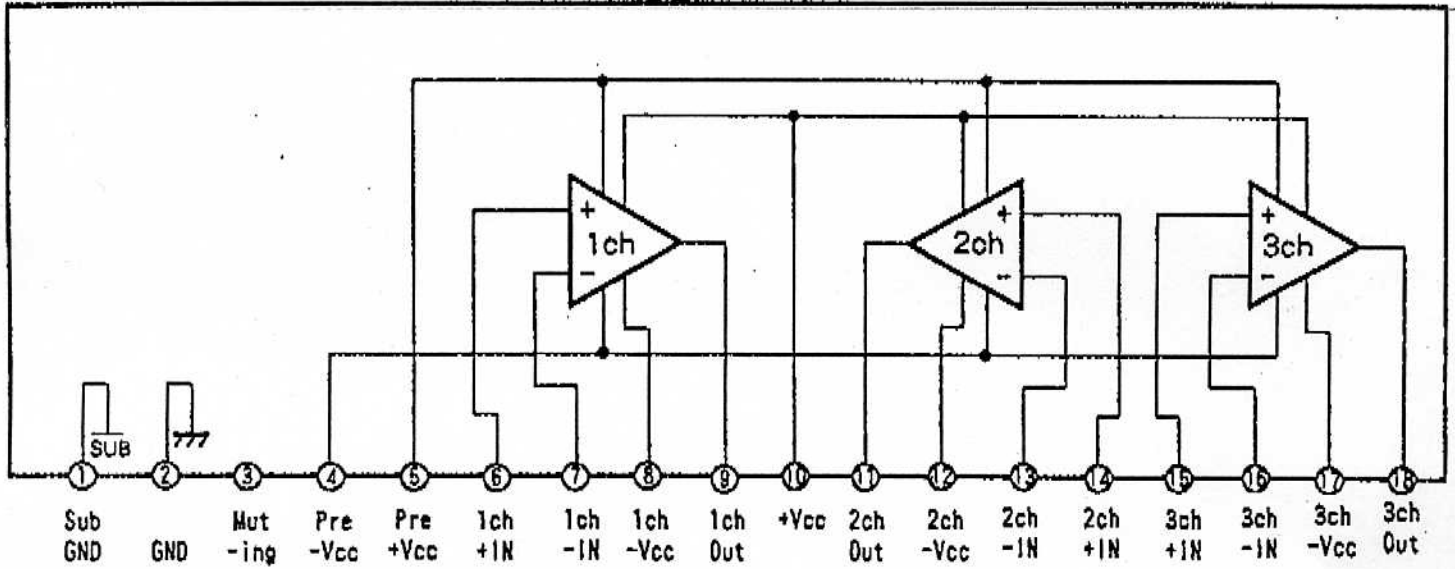 + 1ch -
2ch + -
+ 3ch -
SUB
1 2 3 4 5 6 7 8 9 10 11 12 13 14 15 16 17 18
Sub GND
GND
Mut -ing
Pre -Vcc
Pre +Vcc
1ch +IN
1ch -IN
1ch -Vcc
1ch Out
+Vcc
2ch Out
2ch -Vcc
2ch -IN
2ch +IN
3ch +IN
3ch -IN
3ch -Vcc
3ch Out